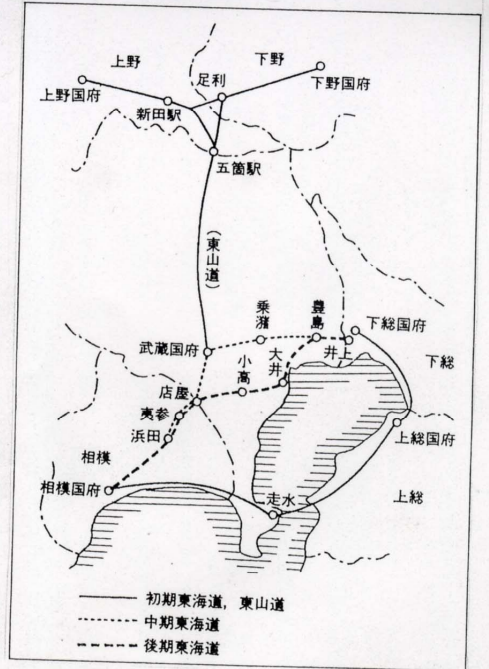 上野
下野
足利
上野国府
下野国府
新田駅
五箇駅
（東山道）
乗潴
豊島
下総国府
武蔵国府
井上
下総
大井
小高
店屋
夷参
浜田
上総国府
相模
相模国府
走水
上総
初期東海道，東山道
中期東海道
後期東海道